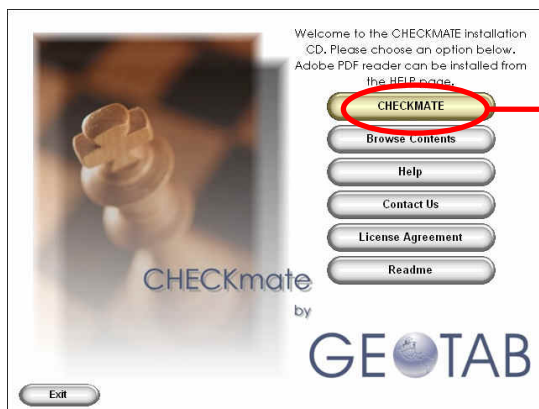 Welcome to the CHECKMATE installation
CD. Please choose an option below.
Adobe PDF reader can be installed from
the HELP page.
CHECKMATE
Browse Contents
Help
Contact Us
License Agreement
Readme
CHECKmate
by
GEOTAB
Exit